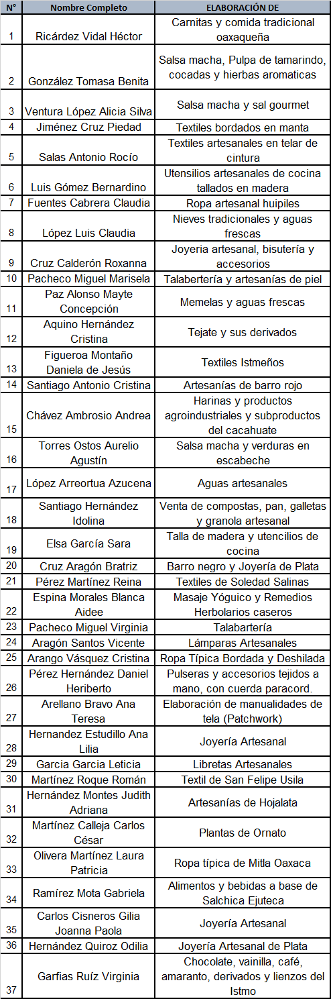 N° Nombre Completo ELABORACIÓN DE
1 Ricárdez Vidal Héctor Carnitas y comida tradicional
oaxaqueña
2 González Tomasa Benita Salsa macha, Pulpa de tamarindo,
cocadas y hierbas aromaticas
3 Ventura López Alicia Silva Salsa macha y sal gourmet
4 Jiménez Cruz Piedad Textiles bordados en manta
5 Salas Antonio Rocío Textiles artesanales en telar de
cintura
6 Luis Gómez Bernardino Utensilios artesanales de cocina
tallados en madera
7 Fuentes Cabrera Claudia Ropa artesanal huipiles
8 López Luis Claudia Nieves tradicionales y aguas
frescas
9 Cruz Calderón Roxanna Joyeria artesanal, bisutería y
accesorios
10 Pacheco Miguel Marisela Talabertería y artesanías de piel
11 Paz Alonso Mayte
Concepción Memelas y aguas frescas
12 Aquino Hernández
Cristina Tejate y sus derivados
13 Figueroa Montaño
Daniela de Jesús Textiles Istmeños
14 Santiago Antonio Cristina Artesanías de barro rojo
15 Chávez Ambrosio Andrea Harinas y productos
agroindustriales y subproductos
del cacahuate
16 Torres Ostos Aurelio
Agustín Salsa macha y verduras en
escabeche
17 López Arreortua Azucena Aguas artesanales
18 Santiago Hernández
Idolina Venta de compostas, pan, galletas
y granola artesanal
19 Elsa García Sara Talla de madera y utencilios de
cocina
20 Cruz Aragón Bratriz Barro negro y Joyería de Plata
21 Pérez Martínez Reina Textiles de Soledad Salinas
22 Espina Morales Blanca
Aidee Masaje Yóguico y Remedios
Herbolarios caseros
23 Pacheco Miguel Virginia Talabartería
24 Aragón Santos Vicente Lámparas Artesanales
25 Arango Vásquez Cristina Ropa Típica Bordada y Deshilada
26 Pérez Hernández Daniel
Heriberto Pulseras y accesorios tejidos a
mano, con cuerda paracord.
27 Arellano Bravo Ana
Teresa Elaboración de manualidades de
tela (Patchwork)
28 Hernandez Estudillo Ana
Lilia Joyería Artesanal
29 Garcia Garcia Leticia Libretas Artesanales
30 Martínez Roque Román Textil de San Felipe Usila
31 Hernández Montes Judith
Adriana Artesanías de Hojalata
32 Martínez Calleja Carlos
César Plantas de Ornato
33 Olivera Martínez Laura
Patricia Ropa típica de Mitla Oaxaca
34 Ramírez Mota Gabriela Alimentos y bebidas a base de
Salchica Ejuteca
35 Carlos Cisneros Gilia
Joanna Paola Joyería Artesanal
36 Hernández Quiroz Odilia Joyería Artesanal de Plata
37 Garfias Ruíz Virginia Chocolate, vainilla, café,
amaranto, derivados y lienzos del
Istmo